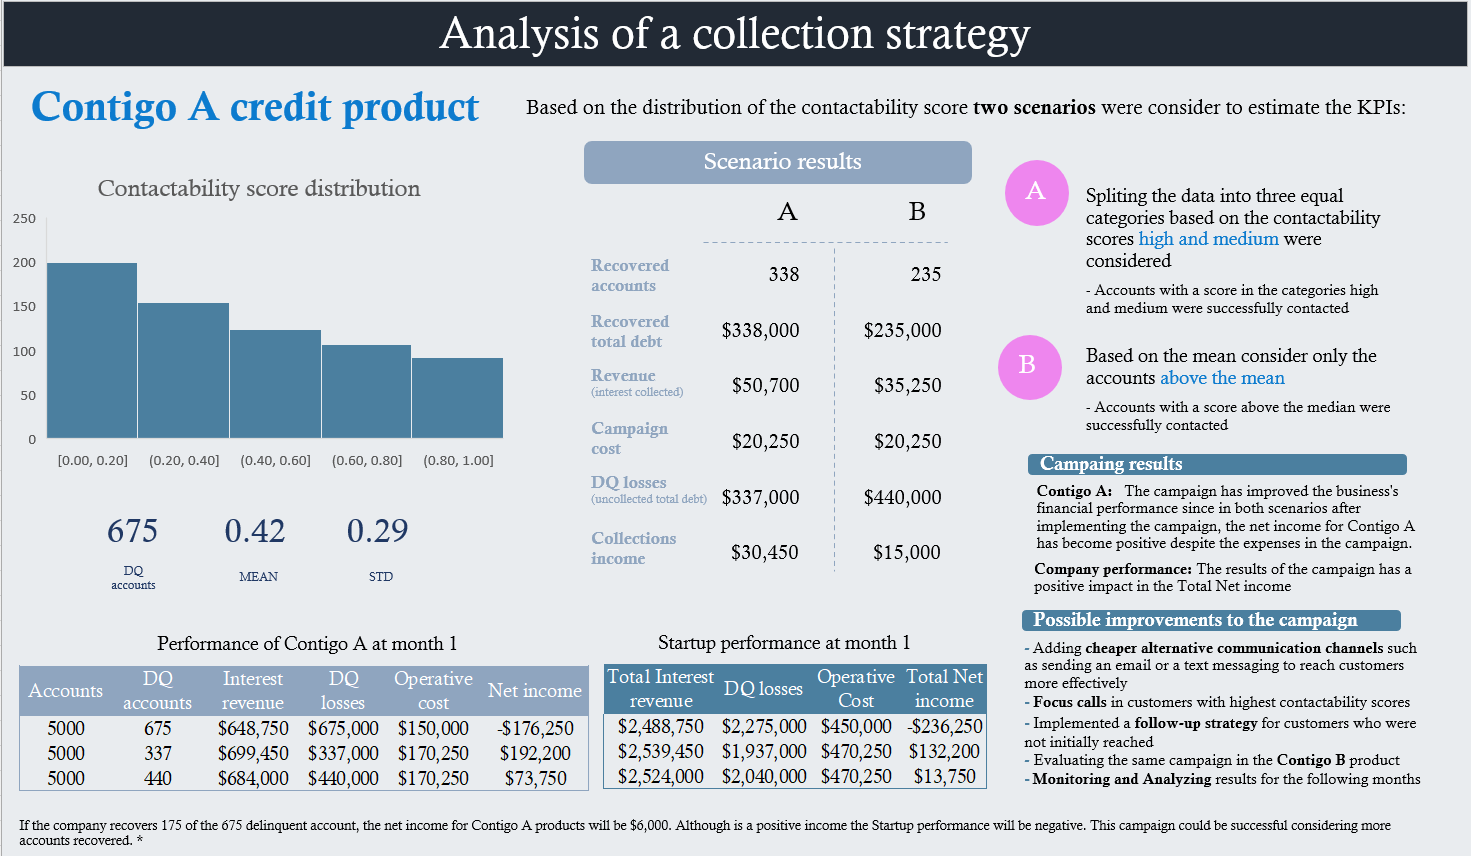 Analysis of a collection strategy
Contigo A credit product
Based on the distribution of the contactability score two scenarios were consider to estimate the KPIs:
Contactability score distribution
250
200
150
100
50
0
[0.00, 0.20] (0.20, 0.40] (0.40, 0.60] (0.60, 0.80] (0.80, 1.00]
675 0.42 0.29
DQ
accounts
MEAN STD
Scenario results
A B
Recovered
accounts
338 235
Recovered
total debt
$338,000 $235,000
Revenue
(interest collected)
$50,700 $35,250
Campaign
cost
$20,250 $20,250
DQ losses
(uncollected total debt)
$337,000 $440,000
Collections
income
$30,450 $15,000
A
Spliting the data into three equal
categories based on the contactability
scores high and medium were
considered
- Accounts with a score in the categories high
and medium were successfully contacted
B
Based on the mean consider only the
accounts above the mean
- Accounts with a score above the median were
successfully contacted
Campaing results
Contigo A: The campaign has improved the business's
financial performance since in both scenarios after
implementing the campaign, the net income for Contigo A
has become positive despite the expenses in the campaign.
Company performance: The results of the campaign has a
positive impact in the Total Net income
Possible improvements to the campaign
- Adding cheaper alternative communication channels such
as sending an email or a text messaging to reach customers
more effectively
- Focus calls in customers with highest contactability scores
- Implemented a follow-up strategy for customers who were
not initially reached
- Evaluating the same campaign in the Contigo B product
- Monitoring and Analyzing results for the following months
Performance of Contigo A at month 1
Accounts DQ accounts Interest revenue DQ losses Operative cost Net income
5000 675 $648,750 $675,000 $150,000 -$176,250
5000 337 $699,450 $337,000 $170,250 $192,200
5000 440 $684,000 $440,000 $170,250 $73,750
Startup performance at month 1
Total Interest revenue DQ losses Operative Cost Total Net income
$2,488,750 $2,275,000 $450,000 -$236,250
$2,539,450 $1,937,000 $470,250 $132,200
$2,524,000 $2,040,000 $470,250 $13,750
If the company recovers 175 of the 675 delinquent account, the net income for Contigo A products will be $6,000. Although is a positive income the Startup performance will be negative. This campaign could be successful considering more
accounts recovered. *